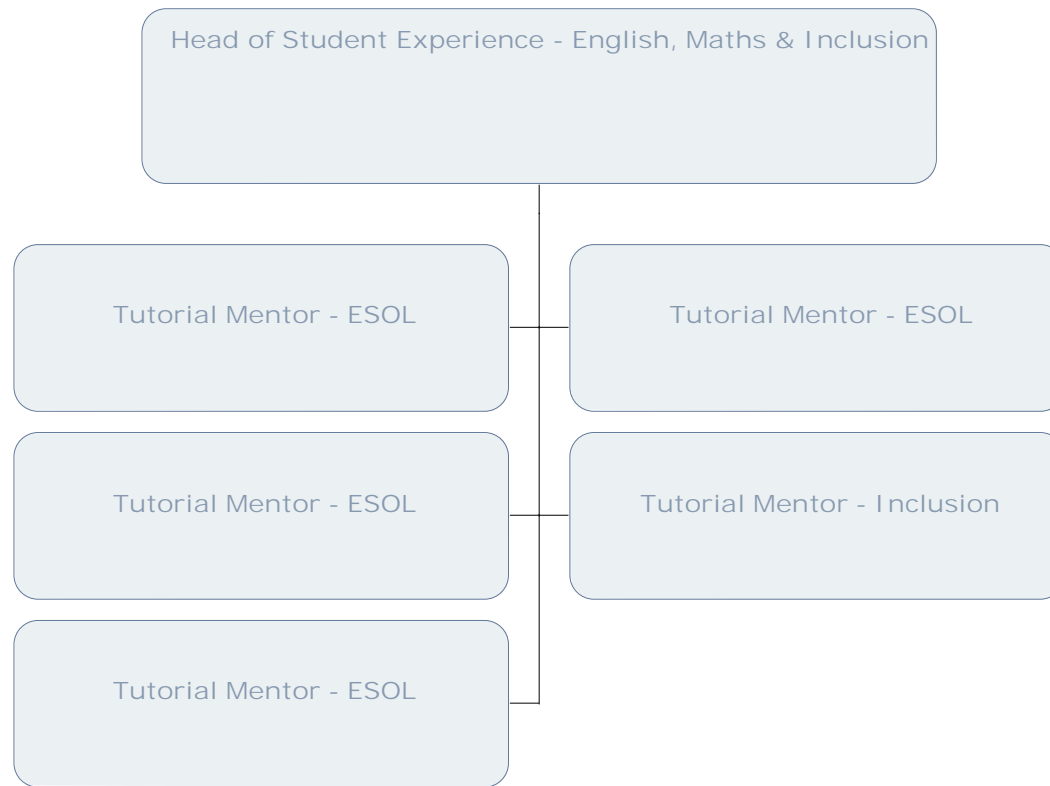 Head of Student Experience - English, Maths & Inclusion
Tutorial Mentor - ESOL
Tutorial Mentor - ESOL
Tutorial Mentor - ESOL
Tutorial Mentor - Inclusion
Tutorial Mentor - ESOL